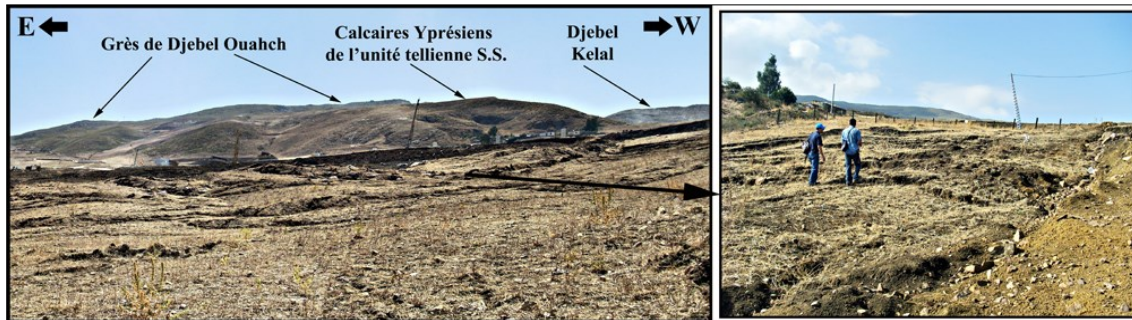 E
W
Grès de Djebel Ouahch
Calcaires Yprésiens
de l'unité tellienne S.S.
Djebel
Kelal